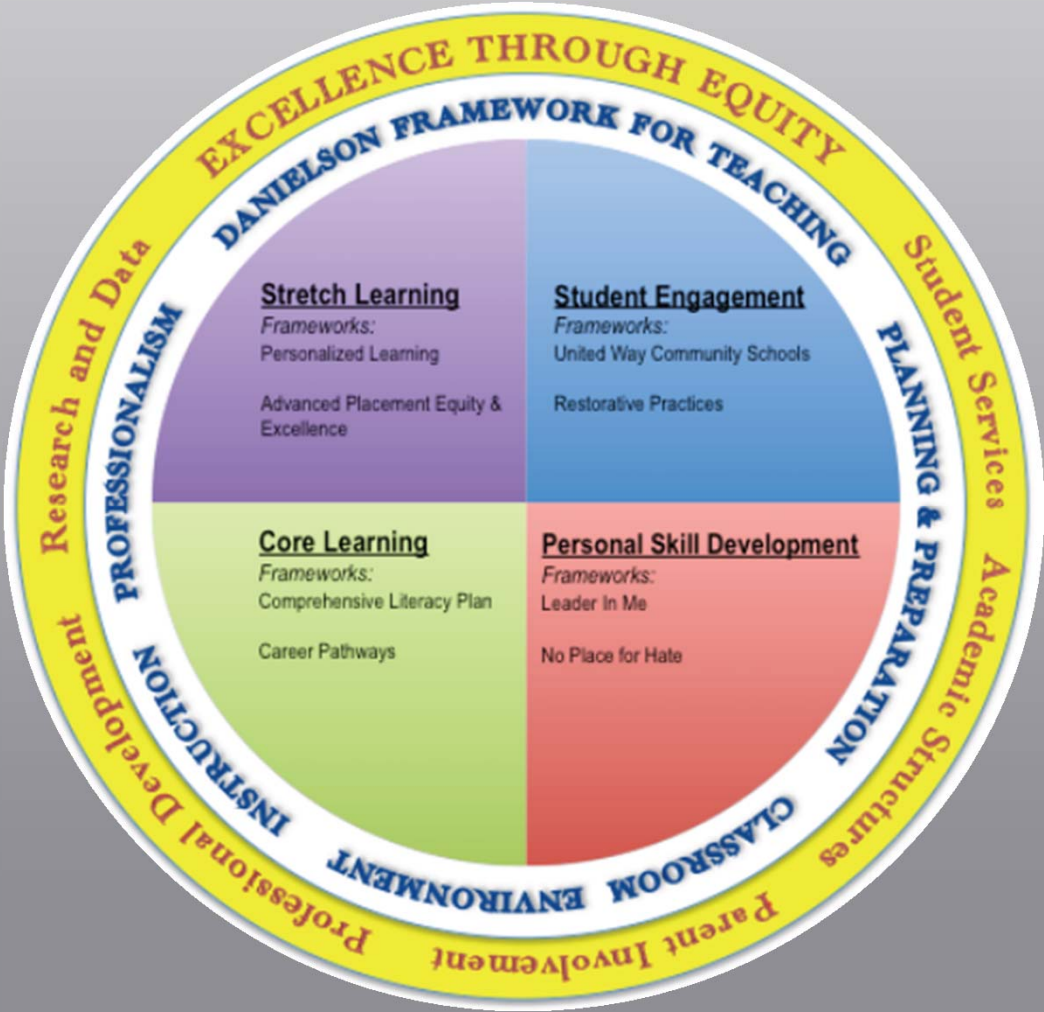 EXCELLENCE THROUGH EQUITY
Student Services
Academic Structures
Parent Involvement
Professional Development
Research and Data
DANIELSON FRAMEWORK FOR TEACHING
PLANNING & PREPARATION
CLASSROOM ENVIRONMENT
INSTRUCTION
PROFESSIONALISM
Stretch Learning
Frameworks:
Personalized Learning
Advanced Placement Equity &
Excellence
Student Engagement
Frameworks:
United Way Community Schools
Restorative Practices
Core Learning
Frameworks:
Comprehensive Literacy Plan
Career Pathways
Personal Skill Development
Frameworks:
Leader In Me
No Place for Hate